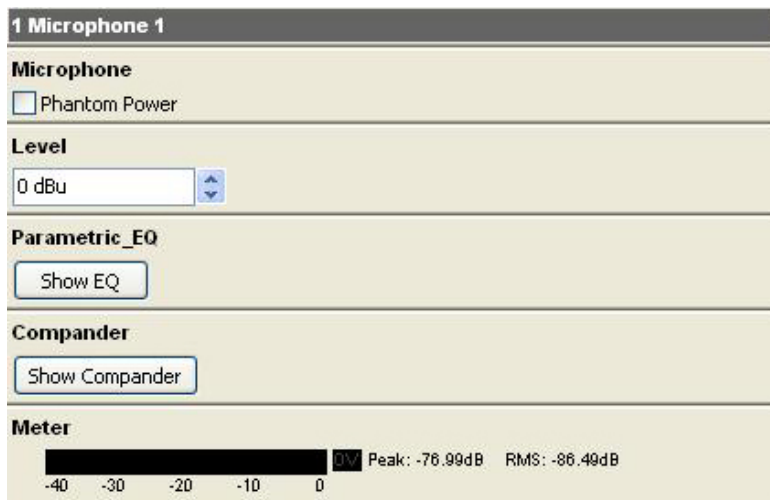 1 Microphone 1
Microphone
Phantom Power
Level
0 dBu
Parametric_EQ
Show EQ
Compander
Show Compander
Meter
OV Peak: -76.99dB RMS: -86.49dB
-40 -30 -20 -10 0